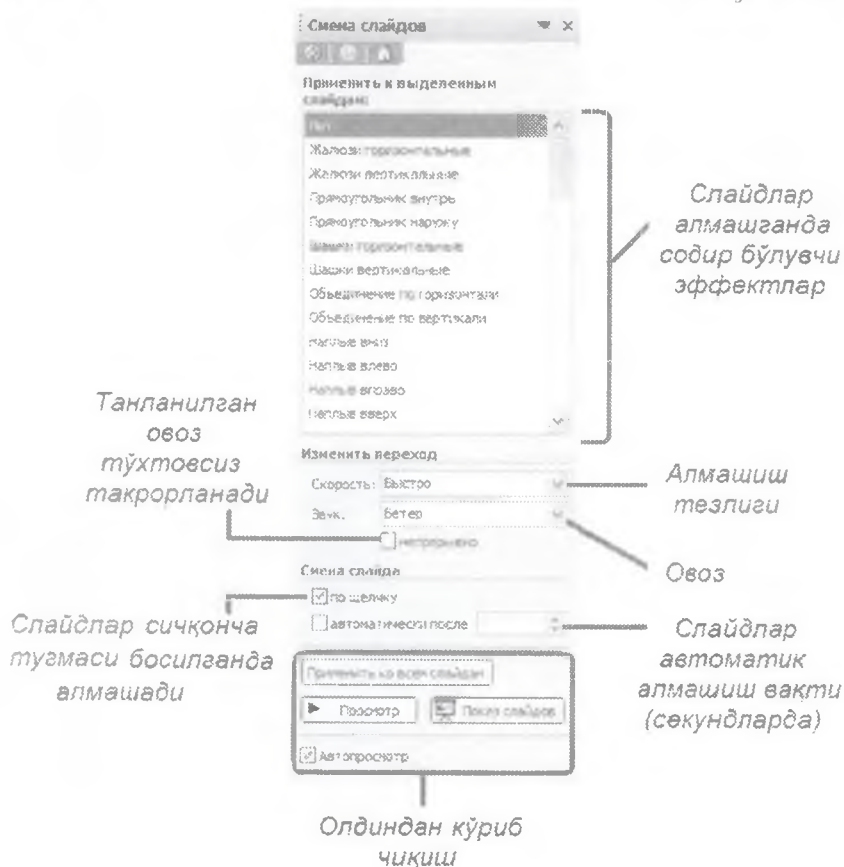 Смена слайдов
Применить к выделенным
слайдам:
Нет
Жалюзи горизонтальные
Жалюзи вертикальные
Прямоугольник внутрь
Прямоугольник наружу
Шашки горизонтальные
Шашки вертикальные
Объединение по горизонтали
Объединение по вертикали
Наплыв вниз
Наплыв влево
Наплыв вправо
Наплыв вверх
Слайдлар
алмашганда
содир бўлувчи
эффектлар
Танланилган
овоз
тўхтовсиз
такрорланади
Изменить переход
Скорость: Быстро
Звук: Ветер
непрерывно
Алмашиш
тезлиги
Овоз
Смена слайда
по щелчку
автоматически после
Слайдлар сичқонча
тугмаси босилганда
алмашади
Слайдлар
автоматик
алмашиш вақти
(секундларда)
Применить ко всем слайдам
Просмотр Показ слайдов
Автопросмотр
Олдиндан кўриб
чиқиш